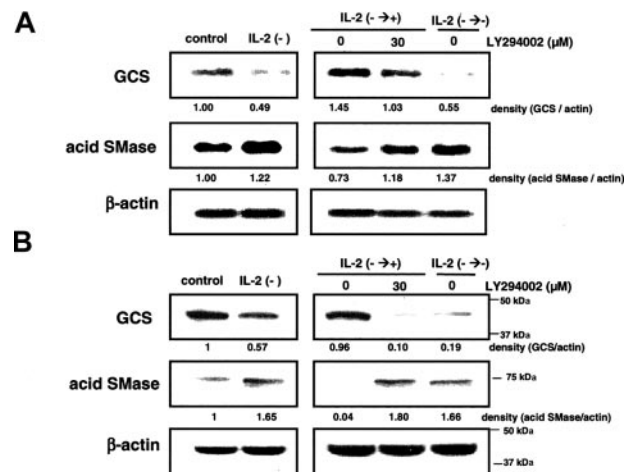 A
IL-2 (- →+) IL-2 (- →-)
control IL-2 (-) 0 30 0 LY294002 (μM)
GCS
1.00 0.49 1.45 1.03 0.55 density (GCS / actin)
acid SMase
1.00 1.22 0.73 1.18 1.37 density (acid SMase / actin)
β-actin
B
IL-2 (- →+) IL-2 (- →-)
control IL-2 (-) 0 30 0 LY294002 (μM)
50 kDa
GCS
37 kDa
1 0.57 0.96 0.10 0.19 density (GCS/actin)
acid SMase 75 kDa
1 1.65 0.04 1.80 1.66 density (acid SMase/actin)
50 kDa
β-actin
37 kDa